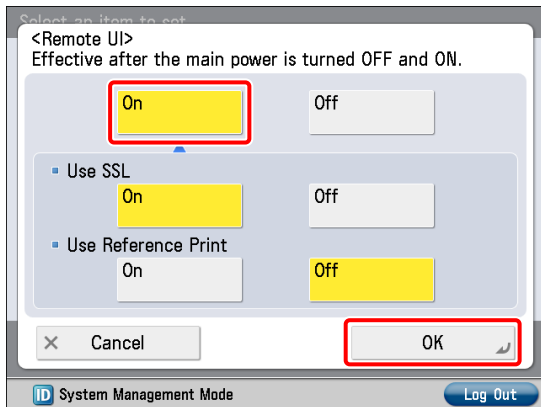 Select an item to set.
<Remote UI>
Effective after the main power is turned OFF and ON.
On Off
Use SSL
On Off
Use Reference Print
On Off
Cancel OK
ID System Management Mode Log Out